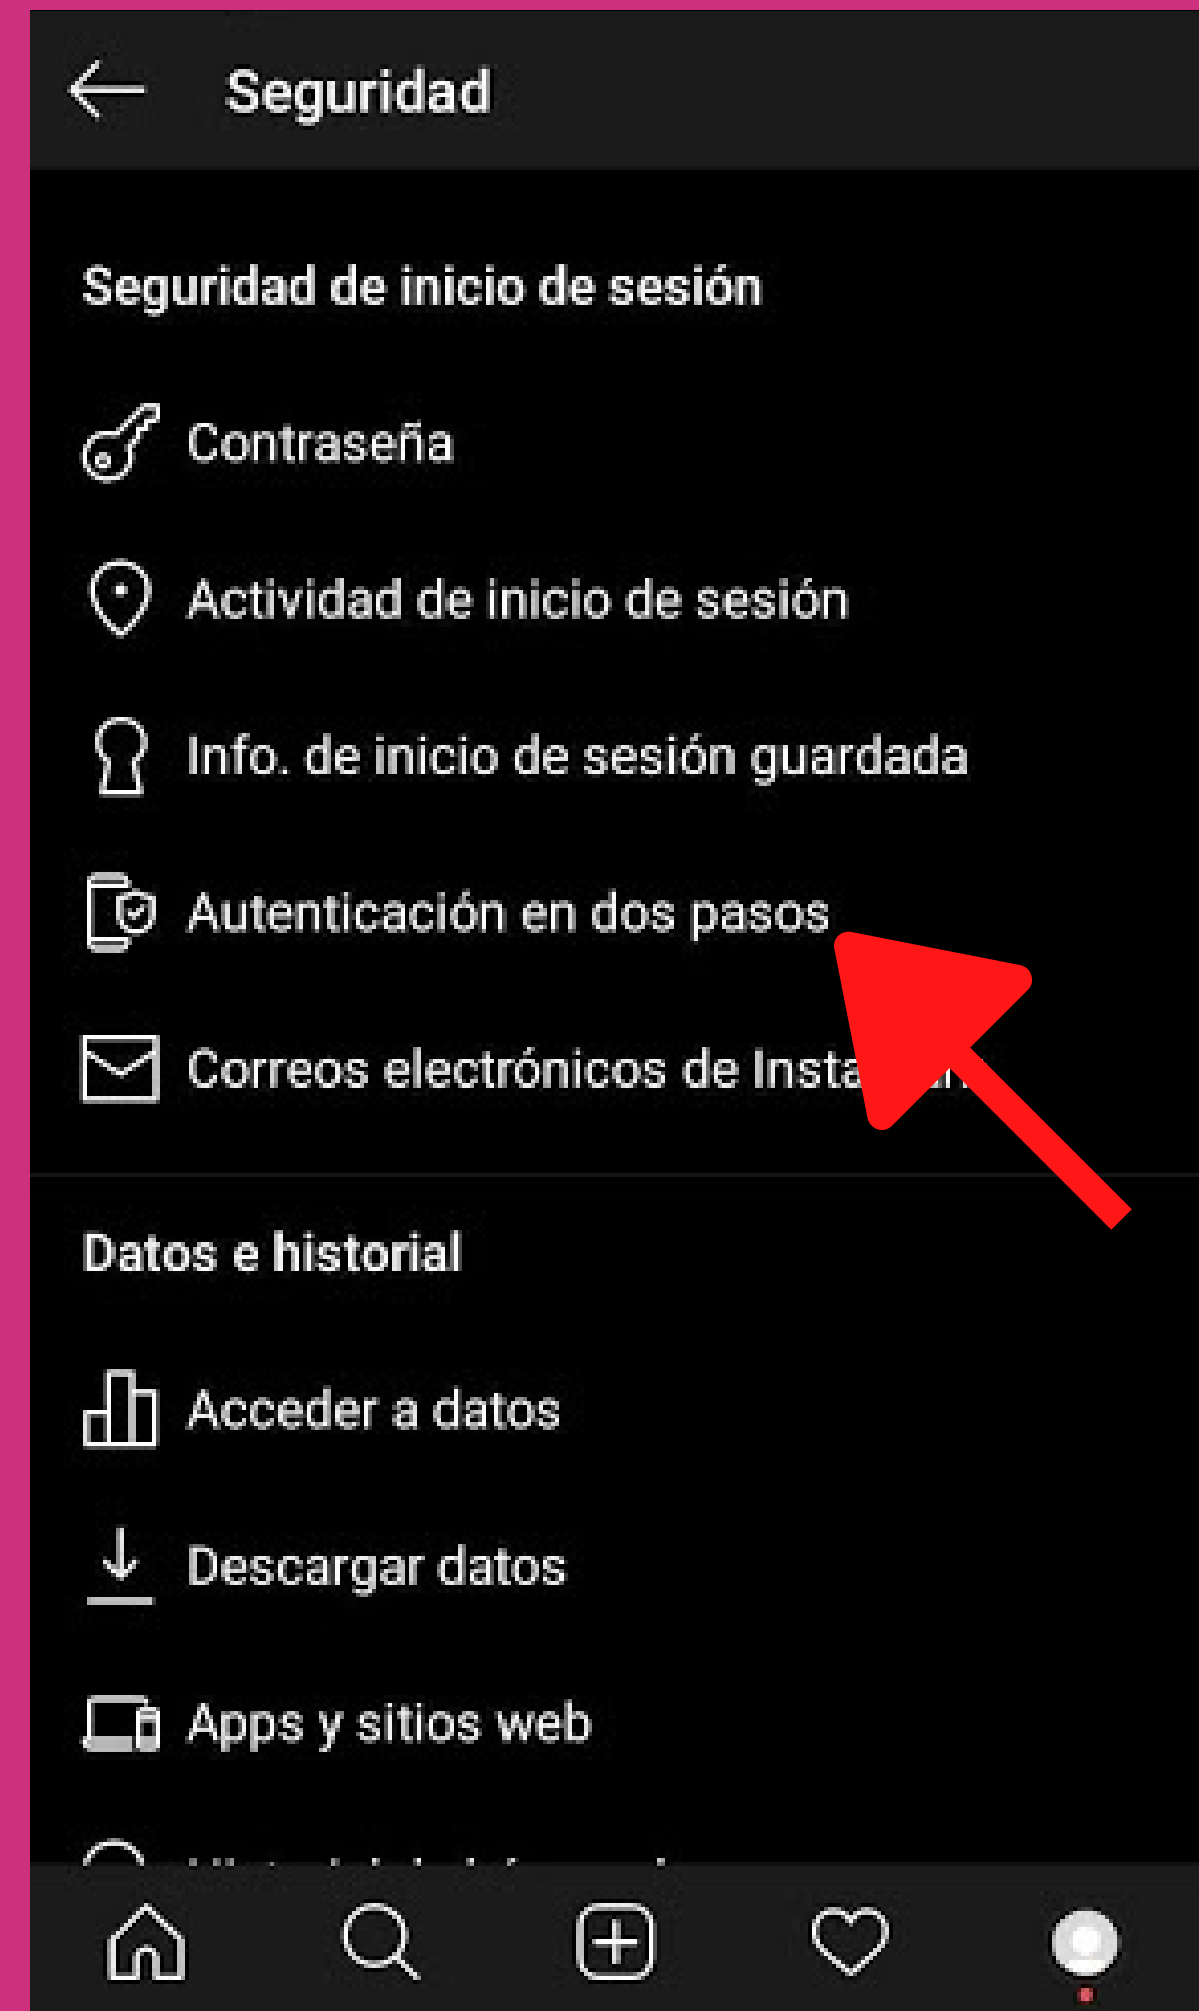 Seguridad
Seguridad de inicio de sesión
Contraseña
Actividad de inicio de sesión
Info. de inicio de sesión guardada
Autenticación en dos pasos
Correos electrónicos de
Datos e historial
Acceder a datos
Descargar datos
Apps y sitios web